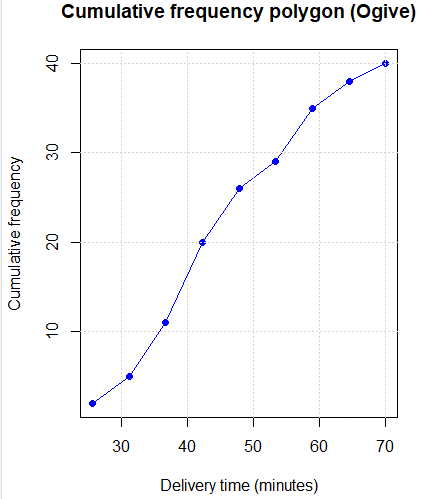 Cumulative frequency polygon (Ogive)
Cumulative frequency
40
30
20
10
30 40 50 60 70
Delivery time (minutes)